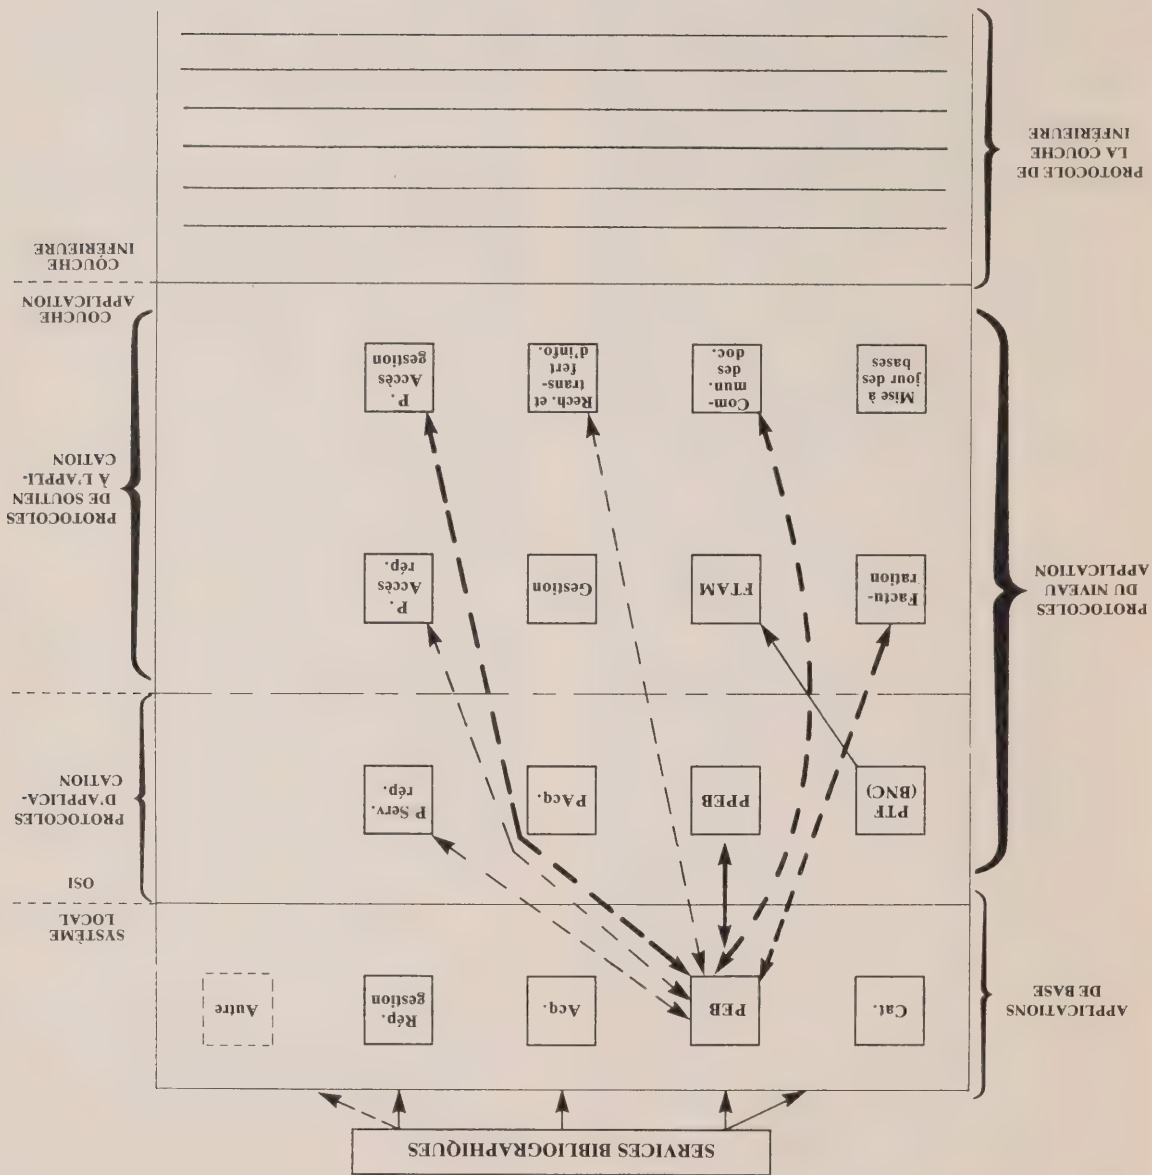 SERVICES BIBLIOGRAPHIQUES
APPLICATIONS
DE BASE
Cat.
PEB
Acq.
Rép.
gestion
Autre
SYSTÈME
LOCAL
OSI
PTF
(BNC)
PPEB
PAcq.
P Serv.
rép.
PROTOCOLES
D'APPLICA-
CATION
PROTOCOLES
DU NIVEAU
APPLICATION
Factu-
ration
FTAM
Gestion
P.
Accès
rép.
PROTOCOLES
DE SOUTIEN
À L'APPLI-
CATION
Mise à
jour des
bases
Com-
mun.
des
doc.
Rech. et
trans-
fert
d'info.
P.
Accès
gestion
COUCHE
APPLICATION
COUCHE
INFÉRIEURE
PROTOCOLE DE
LA COUCHE
INFÉRIEURE